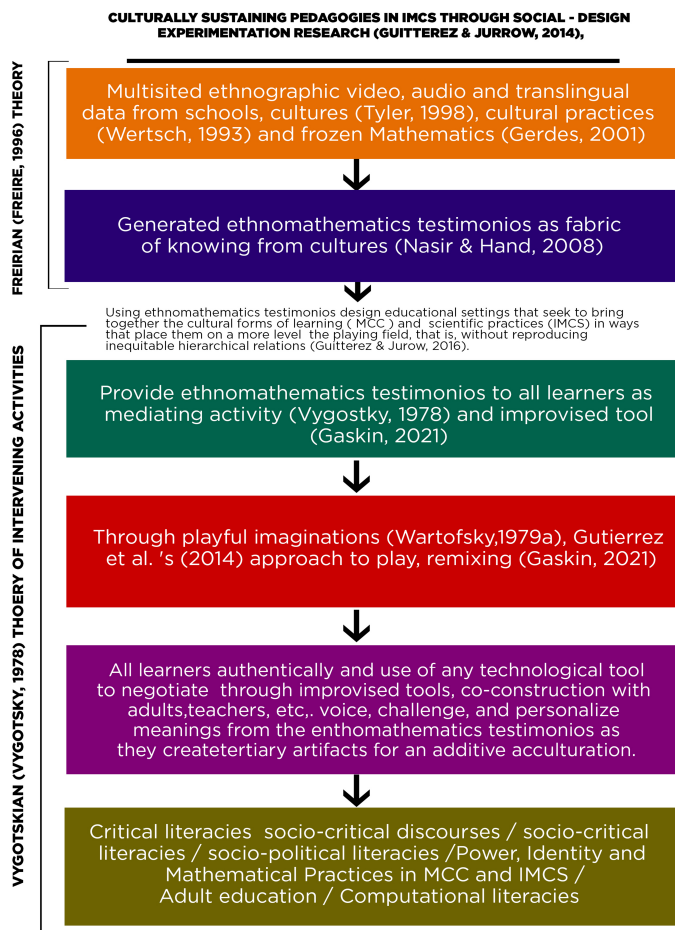 CULTURALLY SUSTAINING PEDAGOGIES IN IMCS THROUGH SOCIAL - DESIGN
EXPERIMENTATION RESEARCH (GUITTEREZ & JURROW, 2014),
FREIRIAN (FREIRE, 1996) THEORY
Multisited ethnographic video, audio and translingual
data from schools, cultures (Tyler, 1998), cultural practices
(Wertsch, 1993) and frozen Mathematics (Gerdes, 2001)
Generated ethnomathematics testimonios as fabric
of knowing from cultures (Nasir & Hand, 2008)
Using ethnomathematics testimonios design educational settings that seek to bring
together the cultural forms of learning ( MCC ) and scientific practices (IMCS) in ways
that place them on a more level the playing field, that is, without reproducing
inequitable hierarchical relations (Guitterez & Jurow, 2016).
VYGOTSKIAN (VYGOTSKY, 1978) THOERY OF INTERVENING ACTIVITIES
Provide ethnomathematics testimonios to all learners as
mediating activity (Vygostky, 1978) and improvised tool
(Gaskin, 2021)
Through playful imaginations (Wartofsky,1979a), Gutierrez
et al. 's (2014) approach to play, remixing (Gaskin, 2021)
All learners authentically and use of any technological tool
to negotiate through improvised tools, co-construction with
adults,teachers, etc,. voice, challenge, and personalize
meanings from the enthomathematics testimonios as
they createtertiary artifacts for an additive acculturation.
Critical literacies socio-critical discourses / socio-critical
literacies / socio-political literacies /Power, Identity and
Mathematical Practices in MCC and IMCS /
Adult education / Computational literacies